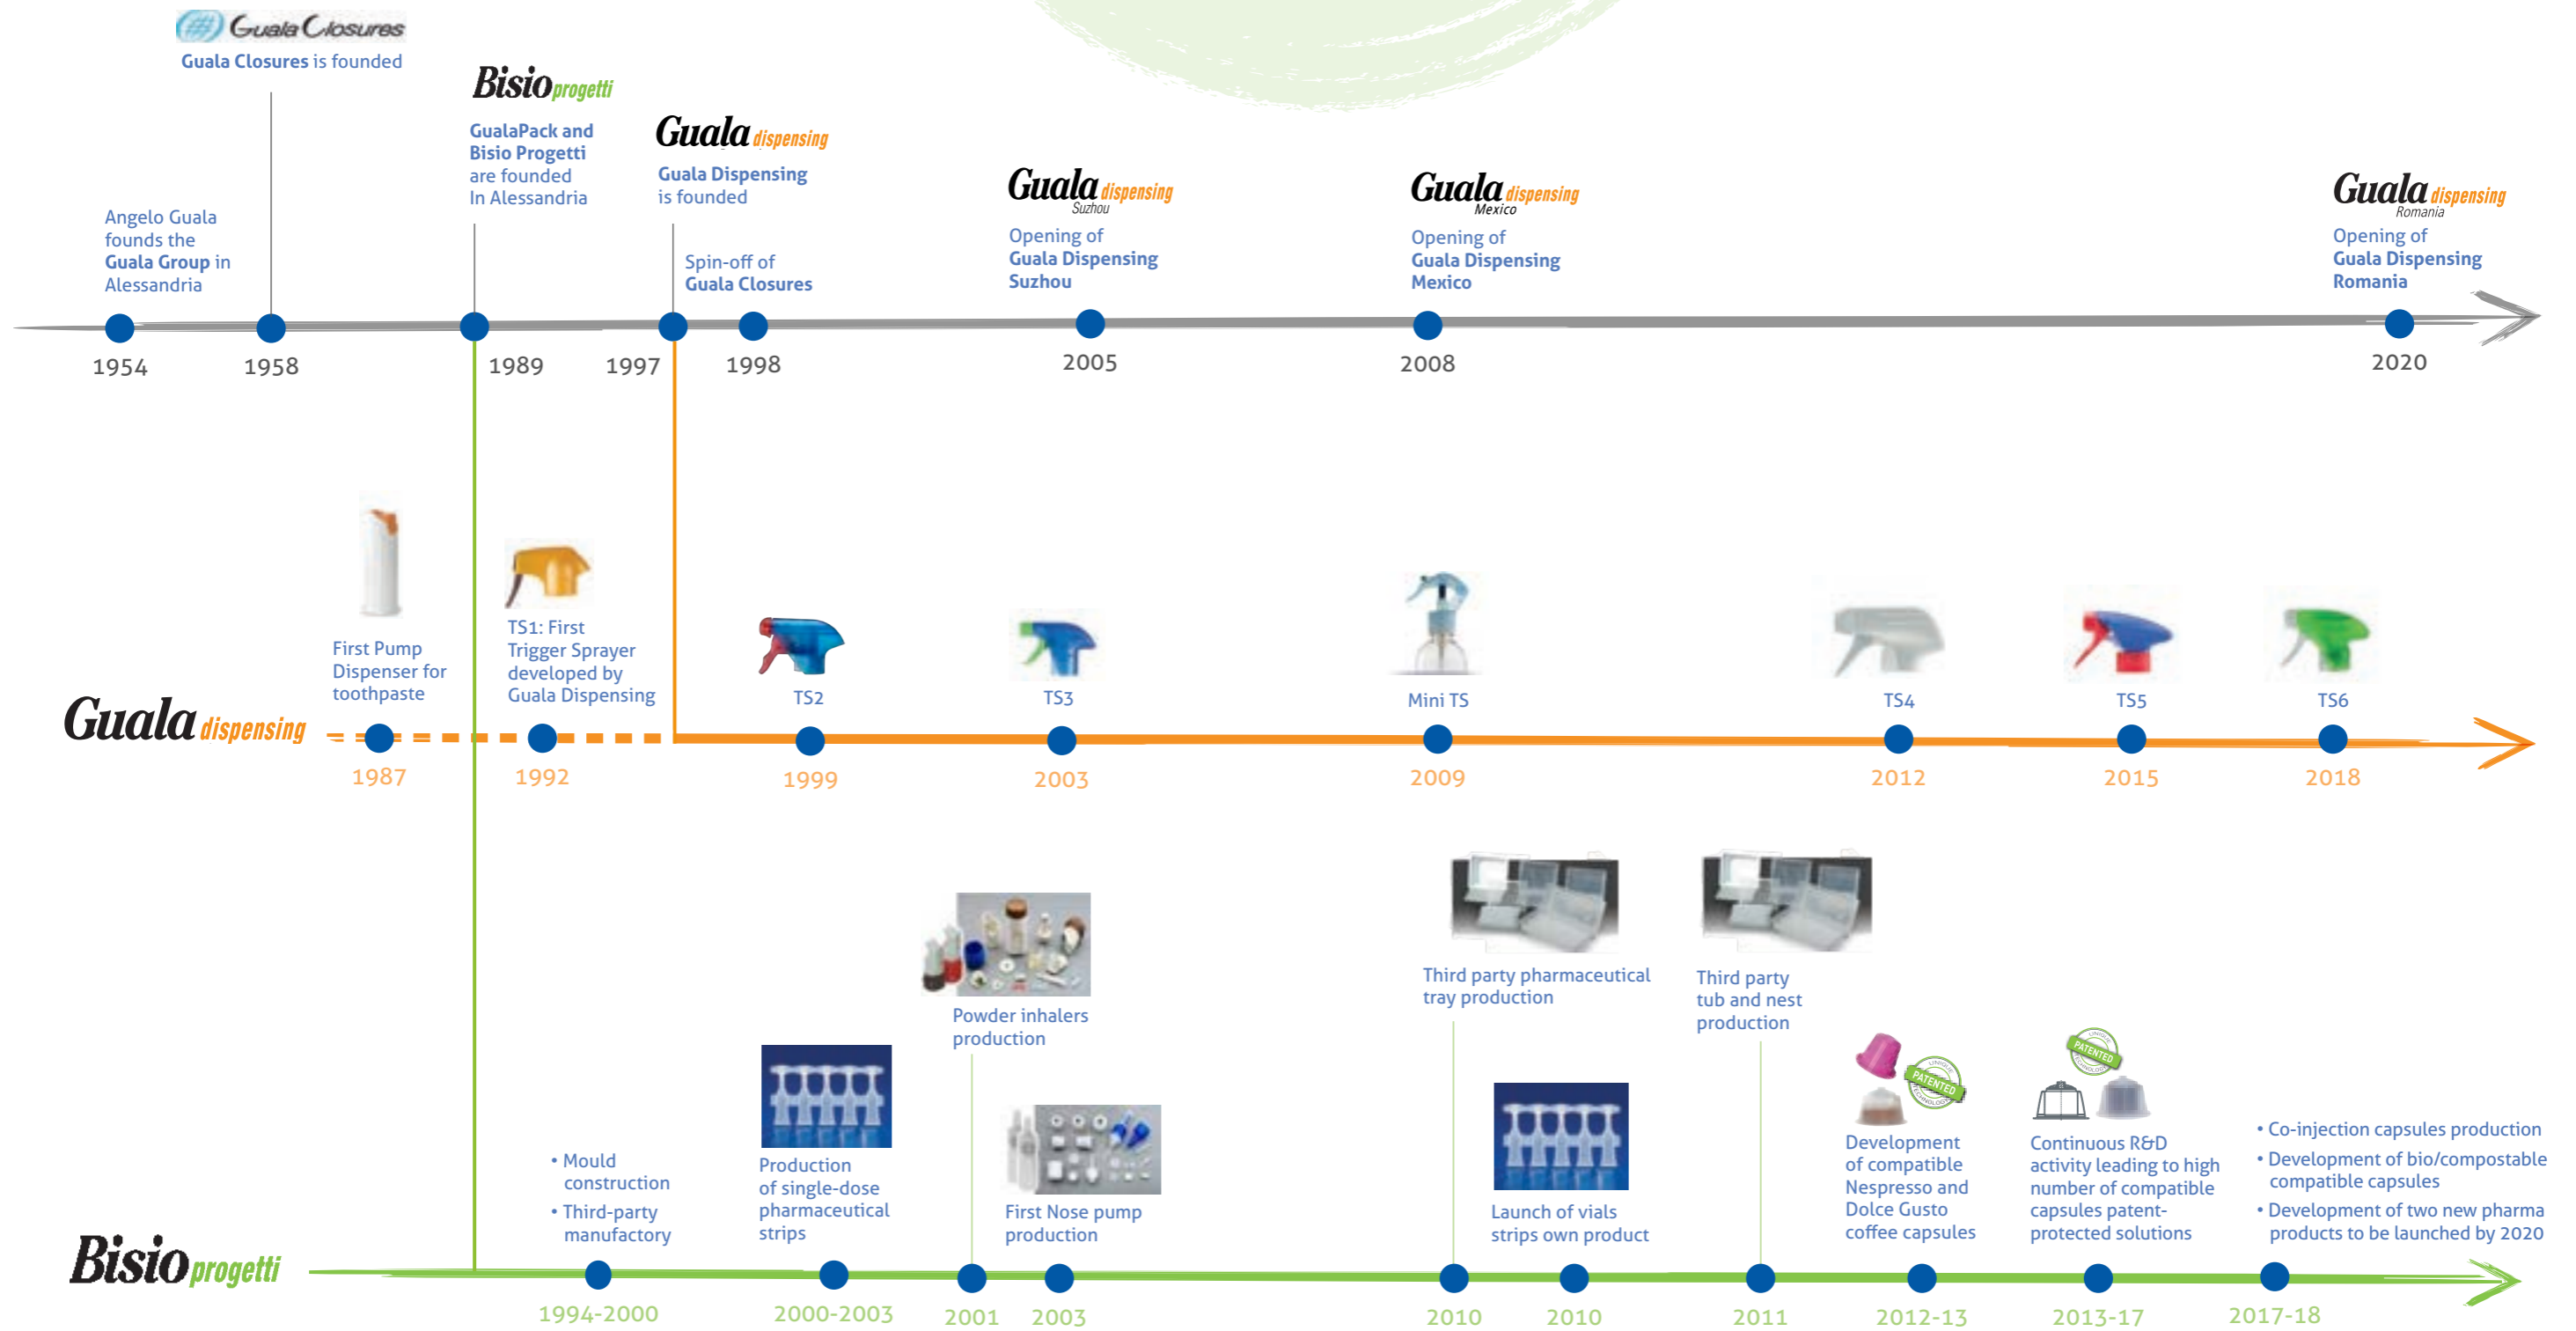 Guala Closures
Guala Closures is founded
Bisio progetti
GualaPack and
Bisio Progetti
are founded
In Alessandria
Guala dispensing
Guala Dispensing
is founded
Spin-off of
Guala Closures
Guala dispensing
Suzhou
Opening of
Guala Dispensing
Suzhou
Guala dispensing
Mexico
Opening of
Guala Dispensing
Mexico
Guala dispensing
Romania
Opening of
Guala Dispensing
Romania
Angelo Guala
founds the
Guala Group in
Alessandria
1954
1958
1989
1997
1998
2005
2008
2020
First Pump
Dispenser for
toothpaste
TS1: First
Trigger Sprayer
developed by
Guala Dispensing
TS2
TS3
Mini TS
TS4
TS5
TS6
Guala dispensing
1987
1992
1999
2003
2009
2012
2015
2018
• Mould
construction
• Third-party
manufactory
Production
of single-dose
pharmaceutical
strips
Powder inhalers
production
First Nose pump
production
Third party pharmaceutical
tray production
Launch of vials
strips own product
Third party
tub and nest
production
UNIQUE
PATENTED
TECHNOLOGY
Development
of compatible
Nespresso and
Dolce Gusto
coffee capsules
UNIQUE
PATENTED
TECHNOLOGY
Continuous R&D
activity leading to high
number of compatible
capsules patent-
protected solutions
• Co-injection capsules production
• Development of bio/compostable
compatible capsules
• Development of two new pharma
products to be launched by 2020
Bisio progetti
1994-2000
2000-2003
2001
2003
2010
2010
2011
2012-13
2013-17
2017-18